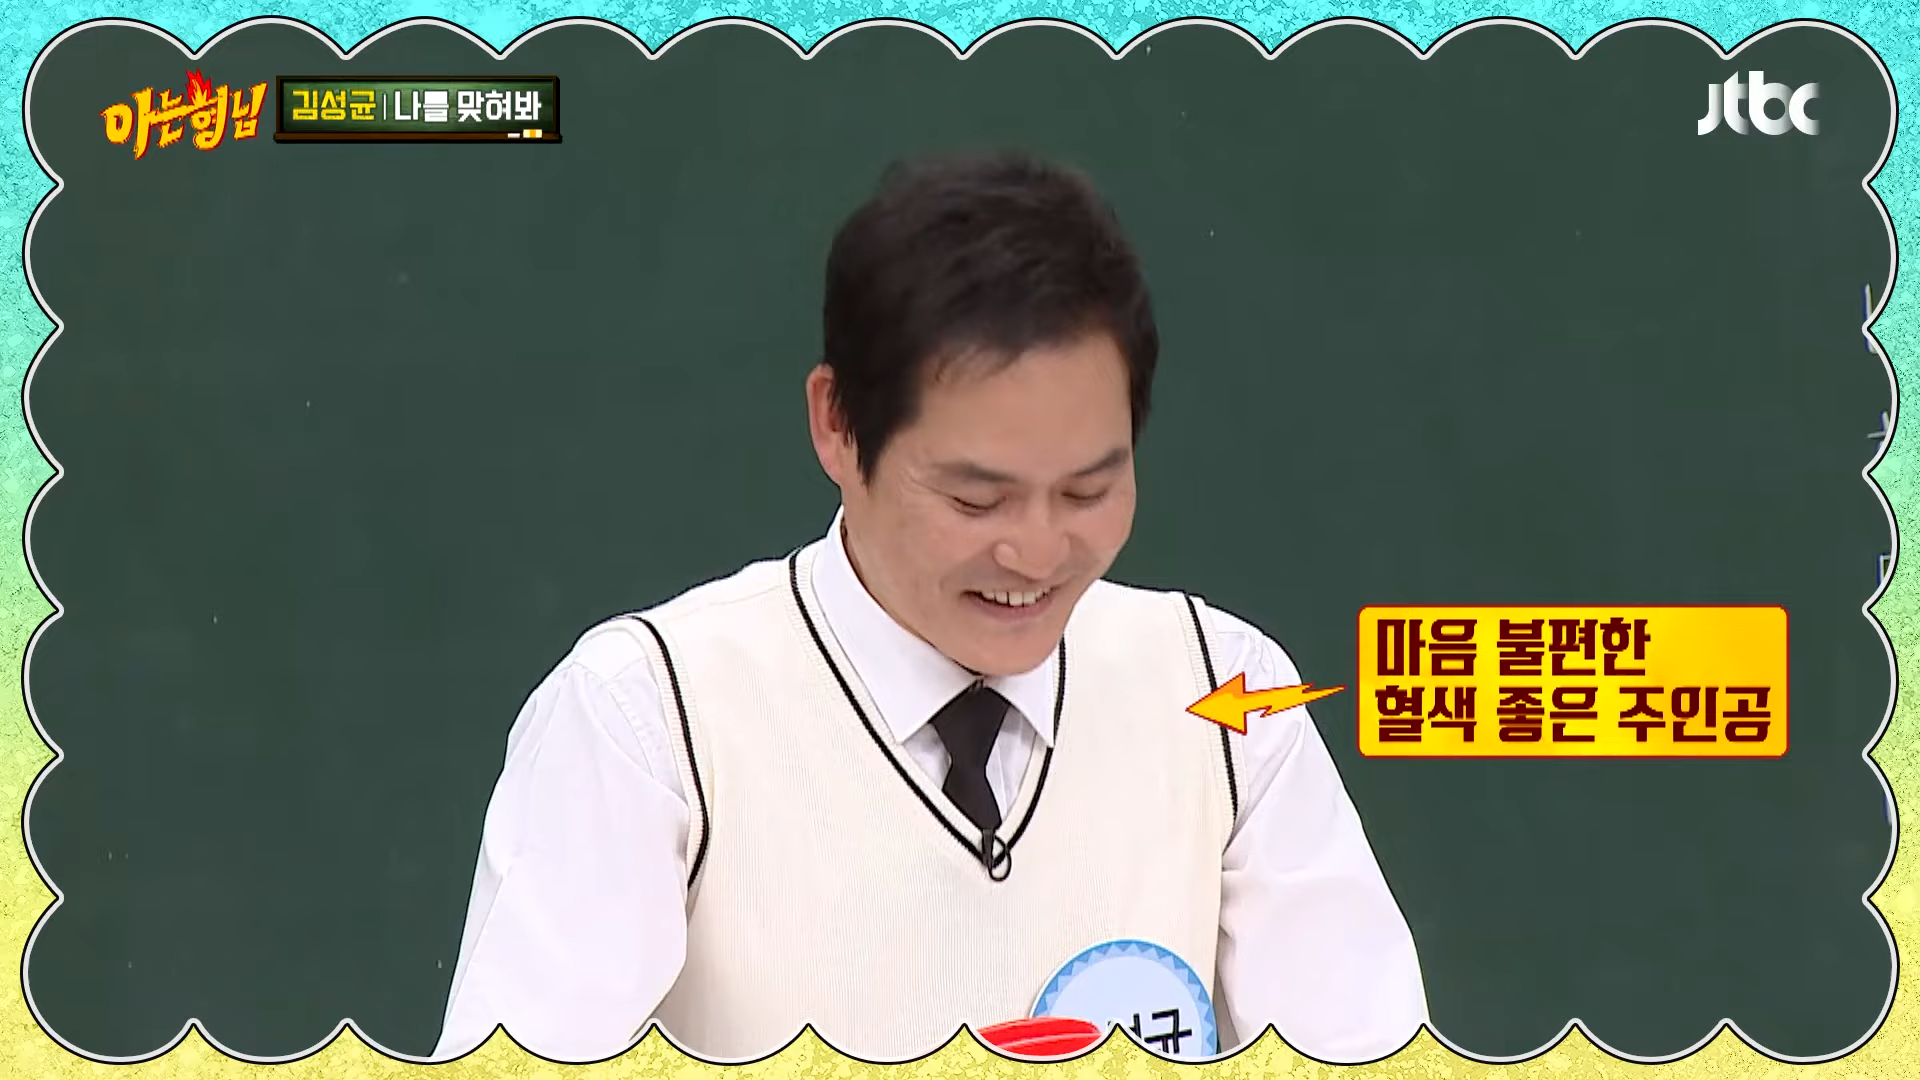 아는형님
김성균 | 나를 맞혀봐
jtbc
마음 불편한
혈색 좋은 주인공
균